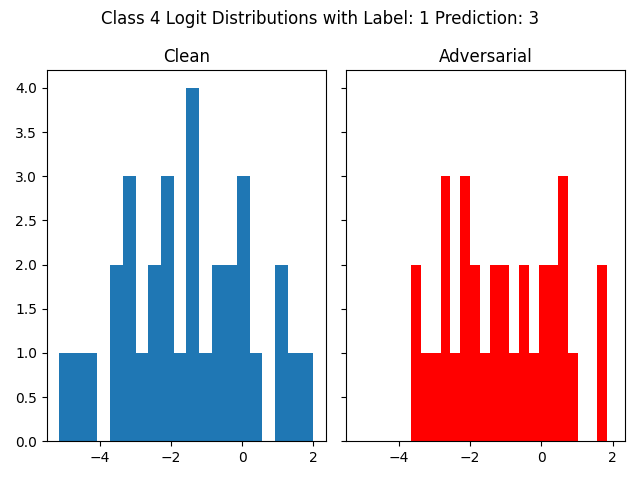 Class 4 Logit Distributions with Label: 1 Prediction: 3
Clean
Adversarial
4.0
3.5
3.0
2.5
2.0
1.5
1.0
0.5
0.0
−4 −2 0 2
−4 −2 0 2